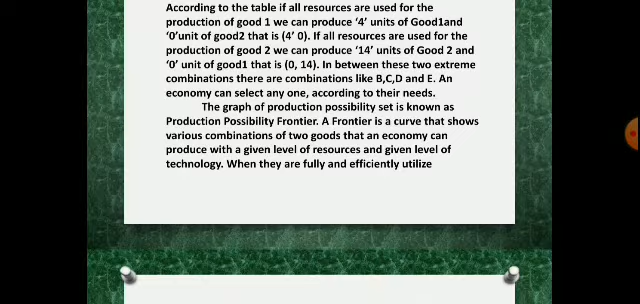 According to the table if all resources are used for the
production of good 1 we can produce ‘4’ units of Good1and
‘0’unit of good2 that is (4’ 0). If all resources are used for the
production of good 2 we can produce ‘14’ units of Good 2 and
‘0’ unit of good1 that is (0, 14). In between these two extreme
combinations there are combinations like B,C,D and E. An
economy can select any one, according to their needs.
The graph of production possibility set is known as
Production Possibility Frontier. A Frontier is a curve that shows
various combinations of two goods that an economy can
produce with a given level of resources and given level of
technology. When they are fully and efficiently utilize